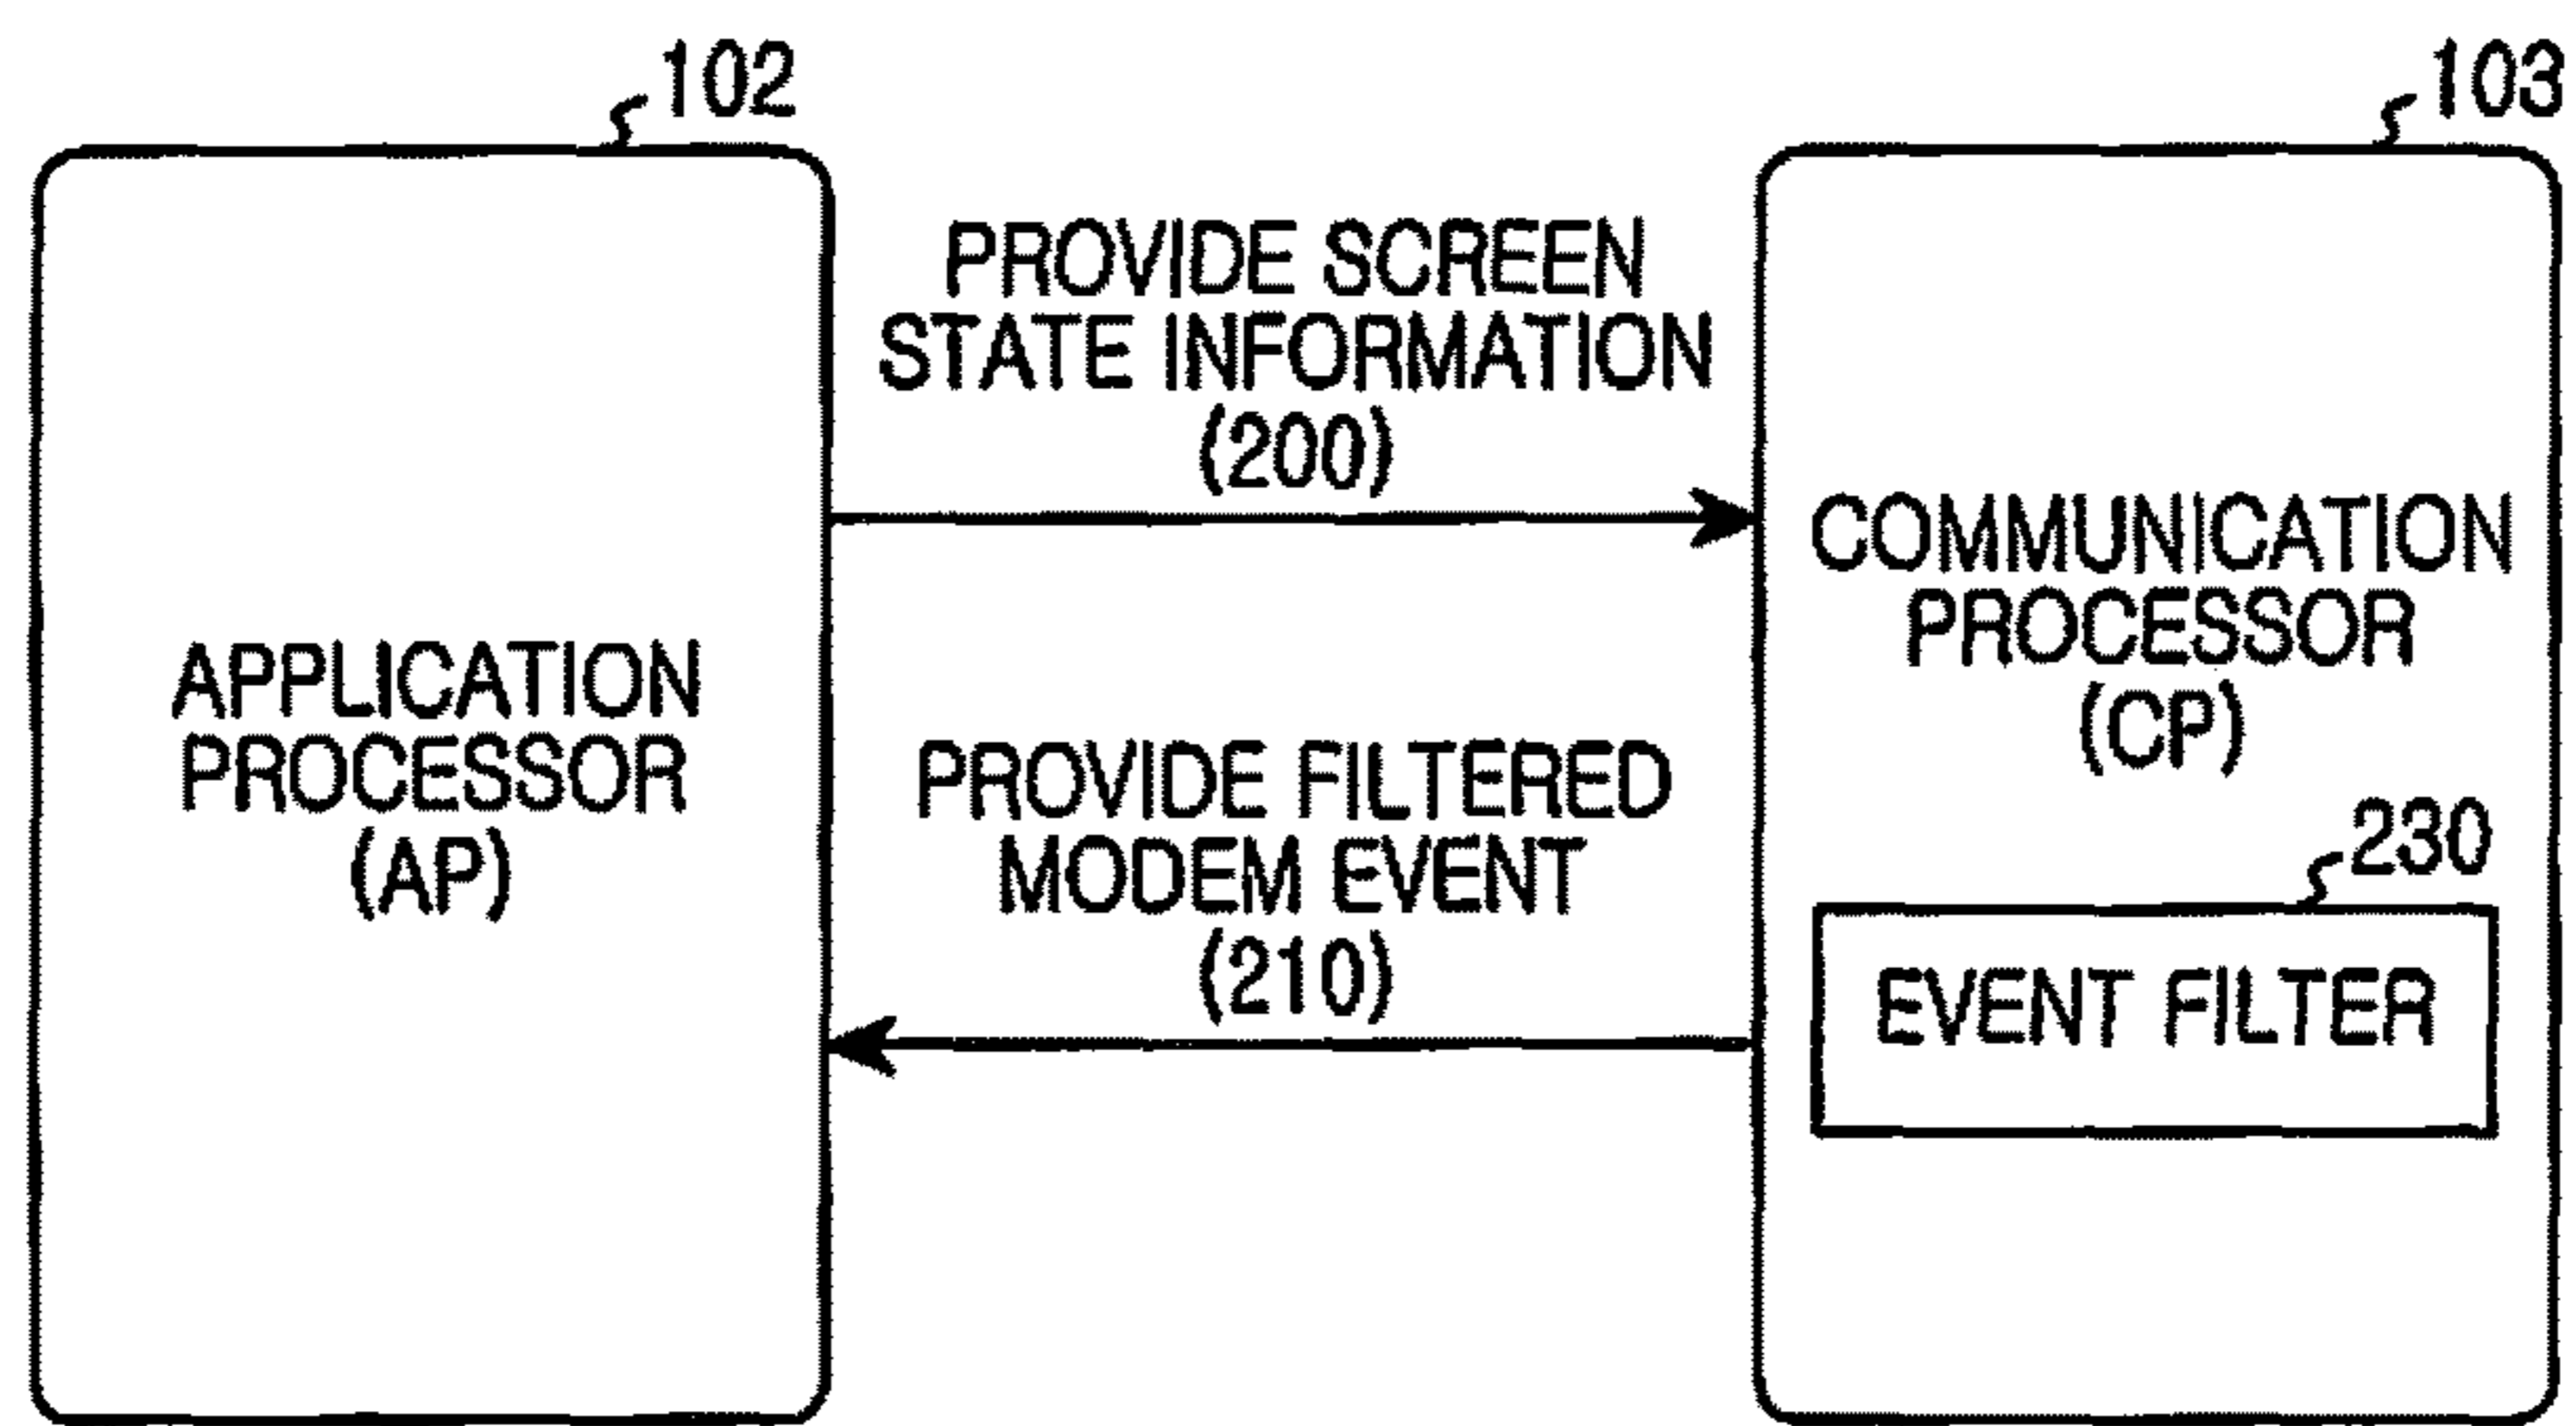 102
103
PROVIDE SCREEN
STATE INFORMATION
(200)
APPLICATION
PROCESSOR
(AP)
PROVIDE FILTERED
MODEM EVENT
(210)
COMMUNICATION
PROCESSOR
(CP)
230
EVENT FILTER